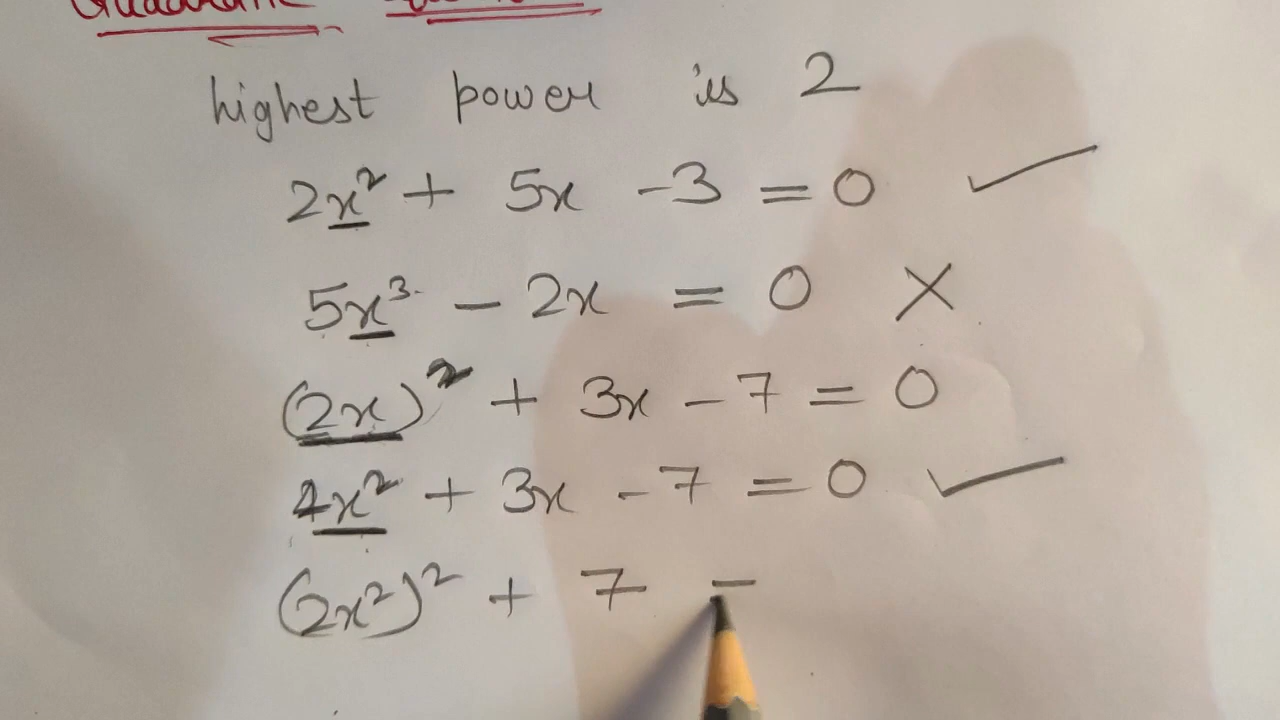 highest power is 2
2x² + 5x - 3 = 0 ✓
5x³ - 2x = 0 ×
(2x)² + 3x - 7 = 0
4x² + 3x - 7 = 0 ✓
(2x²)² + 7 =